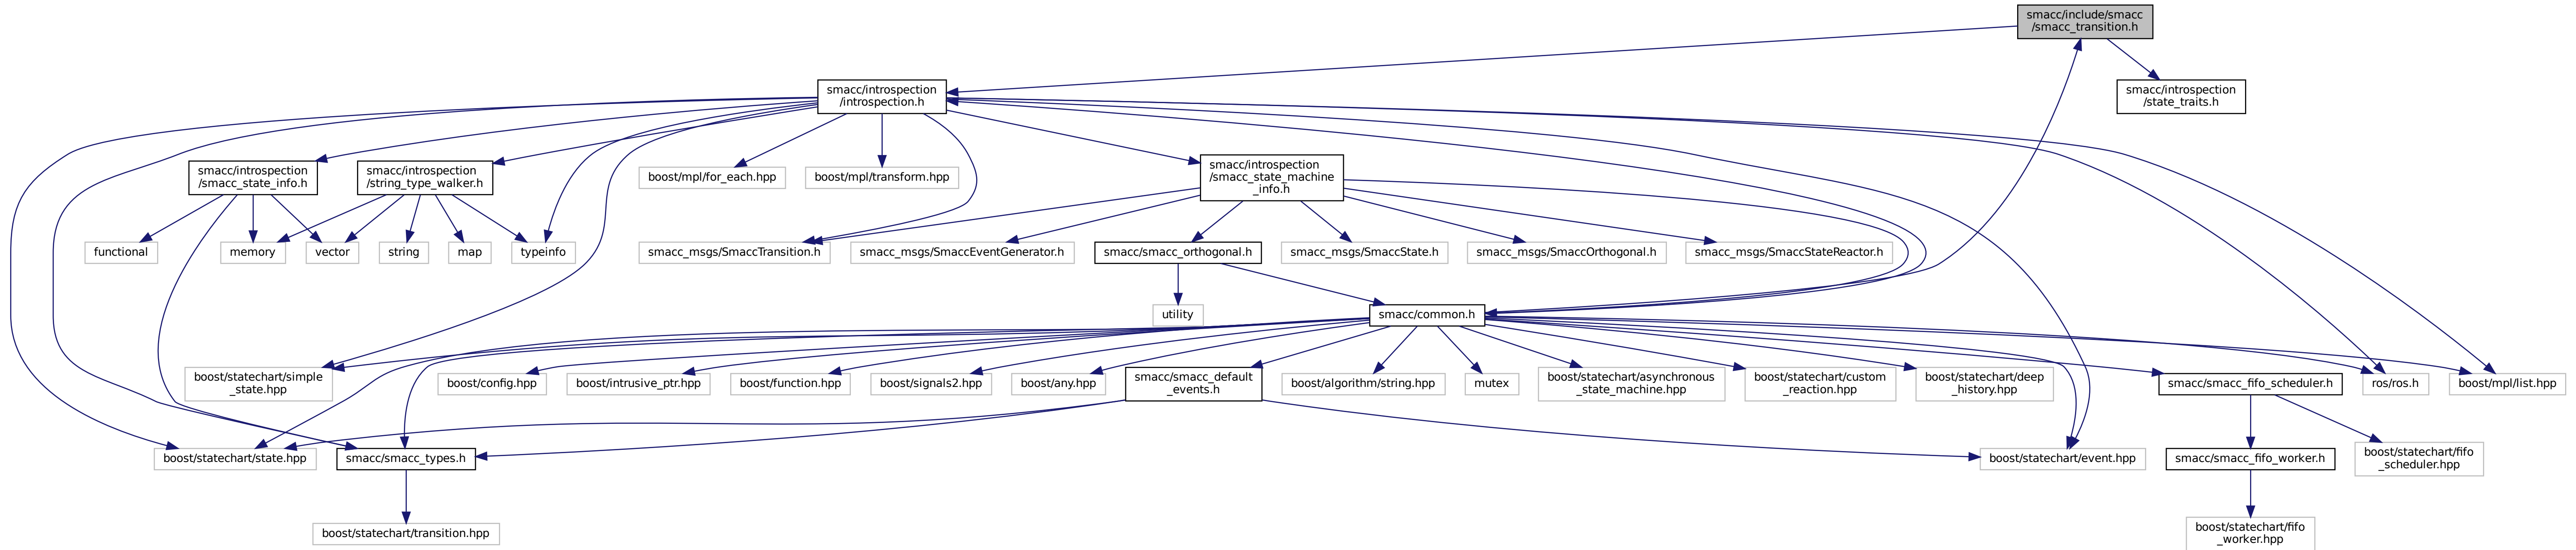 smacc/include/smacc
/smacc_transition.h
smacc/introspection
/introspection.h
smacc/introspection
/state_traits.h
smacc/introspection
/smacc_state_info.h
smacc/introspection
/string_type_walker.h
boost/mpl/for_each.hpp
boost/mpl/transform.hpp
smacc/introspection
/smacc_state_machine
_info.h
functional
memory
vector
string
map
typeinfo
smacc_msgs/SmaccTransition.h
smacc_msgs/SmaccEventGenerator.h
smacc/smacc_orthogonal.h
smacc_msgs/SmaccState.h
smacc_msgs/SmaccOrthogonal.h
smacc_msgs/SmaccStateReactor.h
utility
smacc/common.h
boost/statechart/simple
_state.hpp
boost/config.hpp
boost/intrusive_ptr.hpp
boost/function.hpp
boost/signals2.hpp
boost/any.hpp
smacc/smacc_default
_events.h
boost/algorithm/string.hpp
mutex
boost/statechart/asynchronous
_state_machine.hpp
boost/statechart/custom
_reaction.hpp
boost/statechart/deep
_history.hpp
smacc/smacc_fifo_scheduler.h
ros/ros.h
boost/mpl/list.hpp
boost/statechart/state.hpp
smacc/smacc_types.h
boost/statechart/event.hpp
smacc/smacc_fifo_worker.h
boost/statechart/fifo
_scheduler.hpp
boost/statechart/transition.hpp
boost/statechart/fifo
_worker.hpp